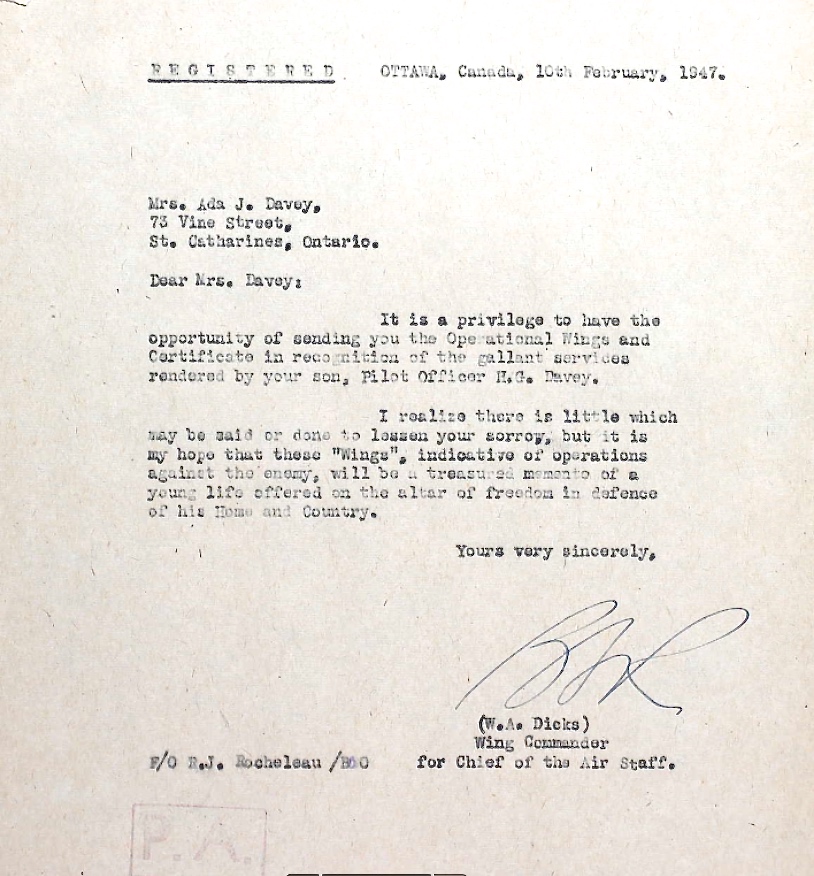 REGISTERED OTTAWA, Canada, 10th February, 1947.
Mrs. Ada J. Davey,
73 Vine Street,
St. Catharines, Ontario.
Dear Mrs. Davey:
It is a privilege to have the
opportunity of sending you the Operational Wings and
Certificate in recognition of the gallant services
rendered by your son, Pilot Officer H.G. Davey.
I realize there is little which
may be said or done to lessen your sorrow, but it is
my hope that these "Wings", indicative of operations
against the enemy, will be a treasured memento of a
young life offered on the altar of freedom in defence
of his Home and Country.
Yours very sincerely,
(W.A. Dicks)
Wing Commander
F/O R.J. Rocheleau for Chief of the Air Staff.
P. A.